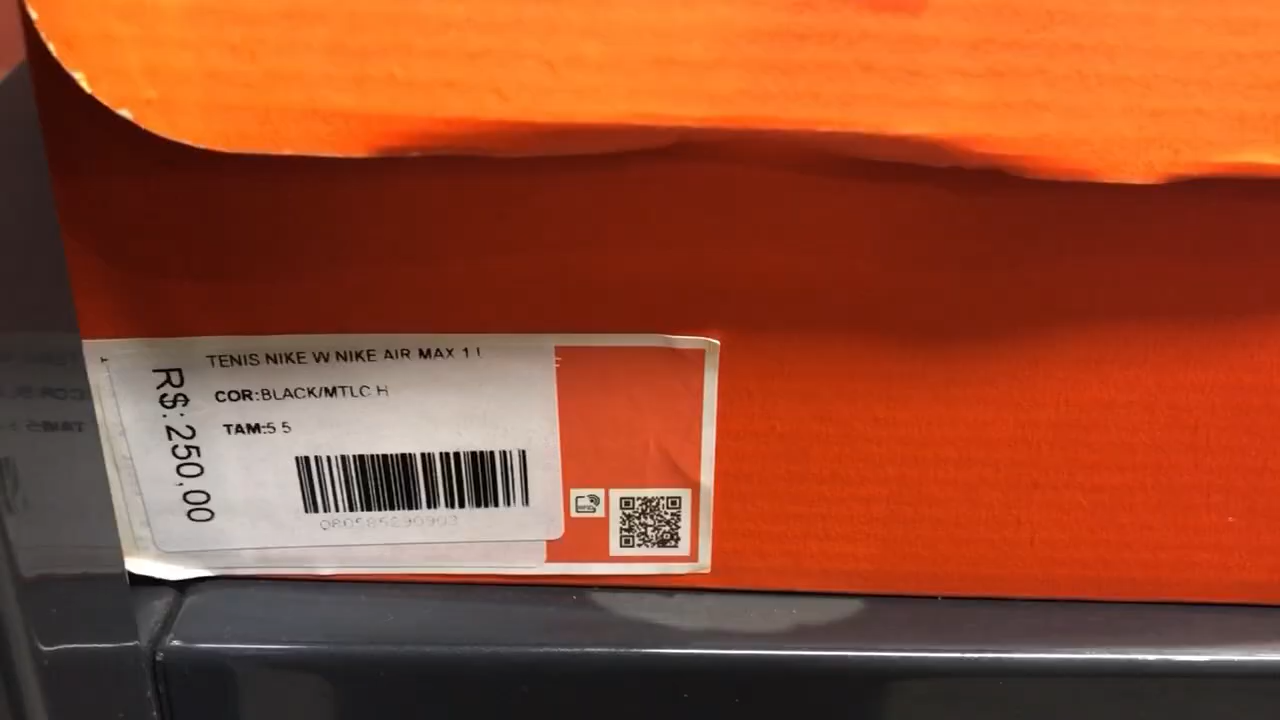 TENIS NIKE W NIKE AIR MAX 1
COR:BLACK/MTLC H
TAM:5 5
R$: 250,00